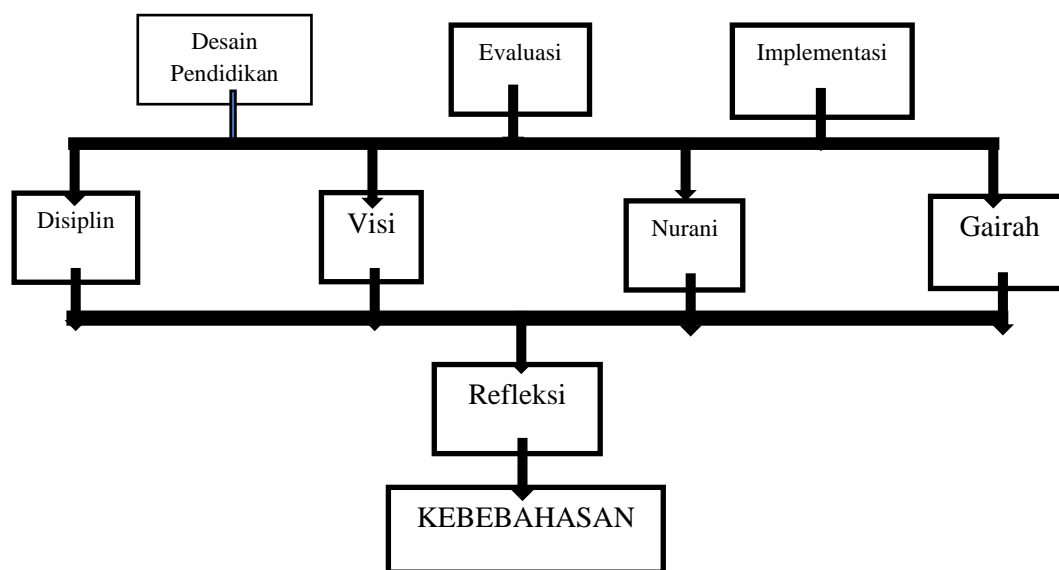 Desain
Pendidikan
Evaluasi
Implementasi
Disiplin
Visi
Nurani
Gairah
Refleksi
KEBEBAHASAN